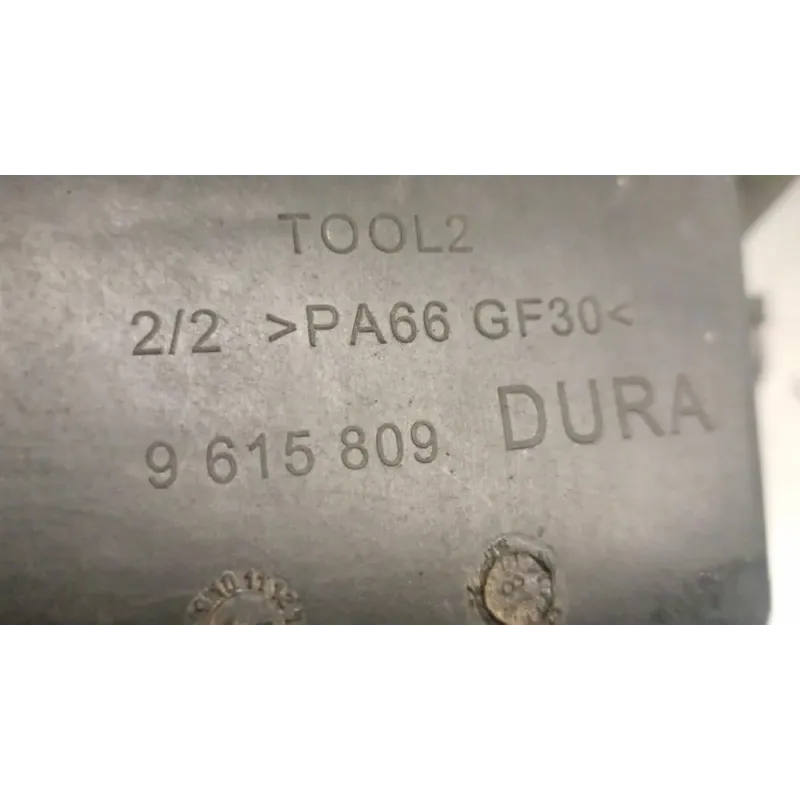 TOOL2
2/2 >PA66 GF30<
9 615 809 DURA